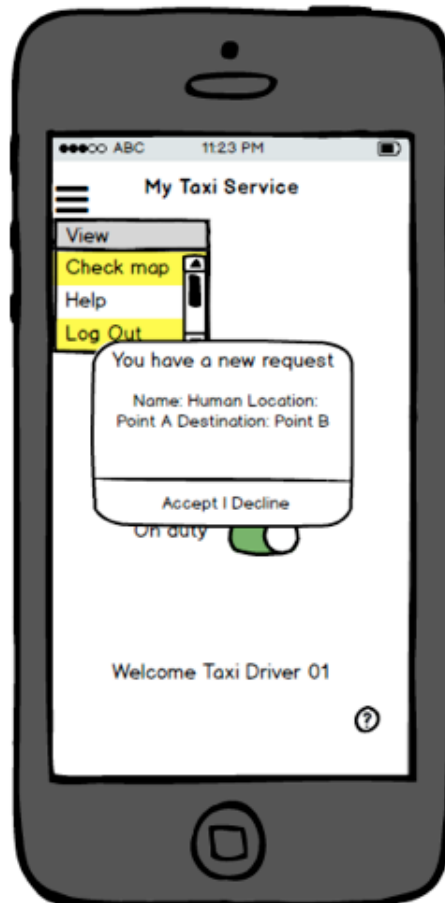 ABC 11:23 PM
My Taxi Service
View
Check map
Help
Log Out
You have a new request
Name: Human Location:
Point A Destination: Point B
Accept | Decline
On duty
Welcome Taxi Driver 01
?